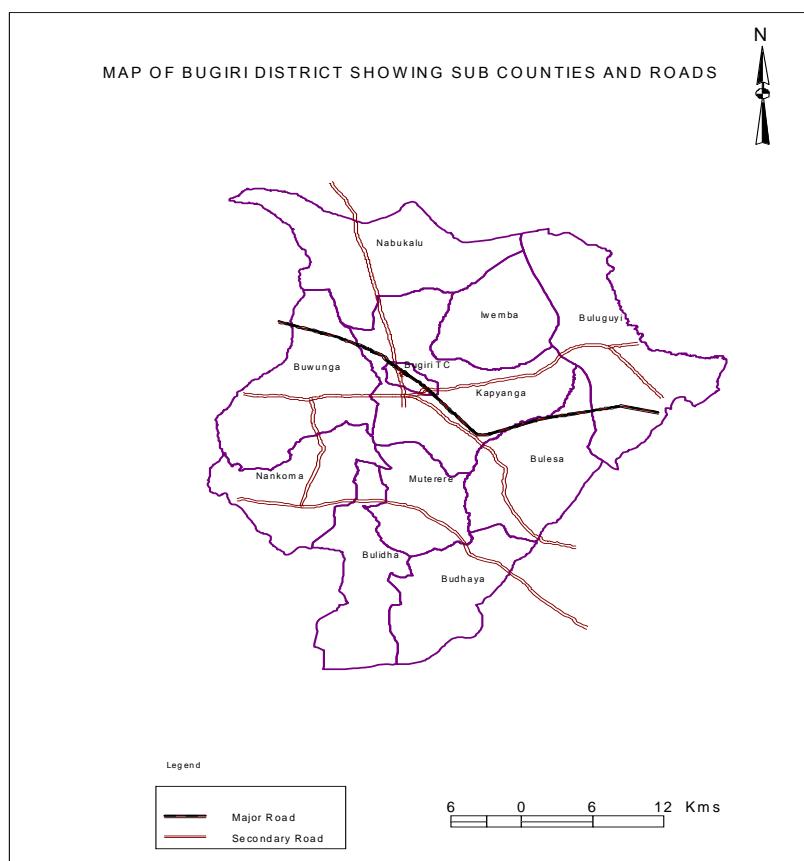 N
MAP OF BUGIRI DISTRICT SHOWING SUB COUNTIES AND ROADS
Nabukalu
Iwemba
Buluguyi
Buwunga
Bugiri TC
Kapyanga
Bulesa
Nankoma
Muterere
Bulidha
Budhaya
Legend
Major Road
Secondary Road
6 0 6 12 Kms